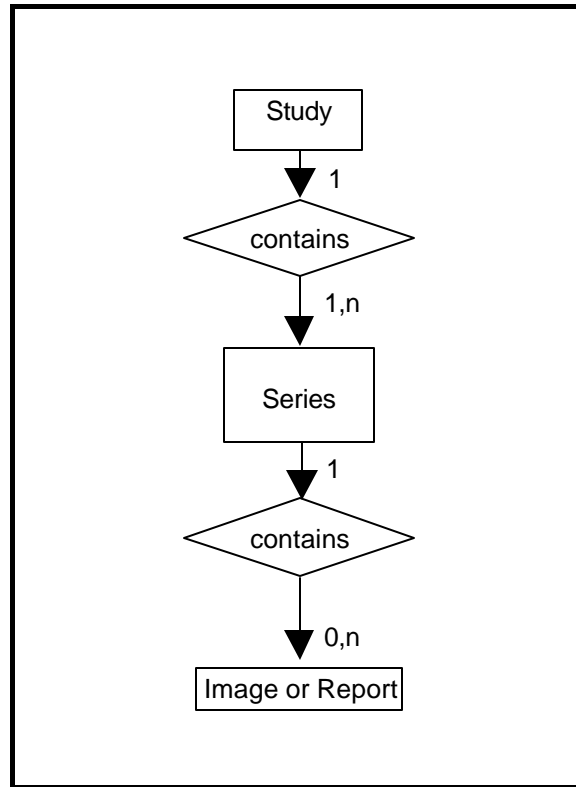 Study
1
contains
1,n
Series
1
contains
0,n
Image or Report